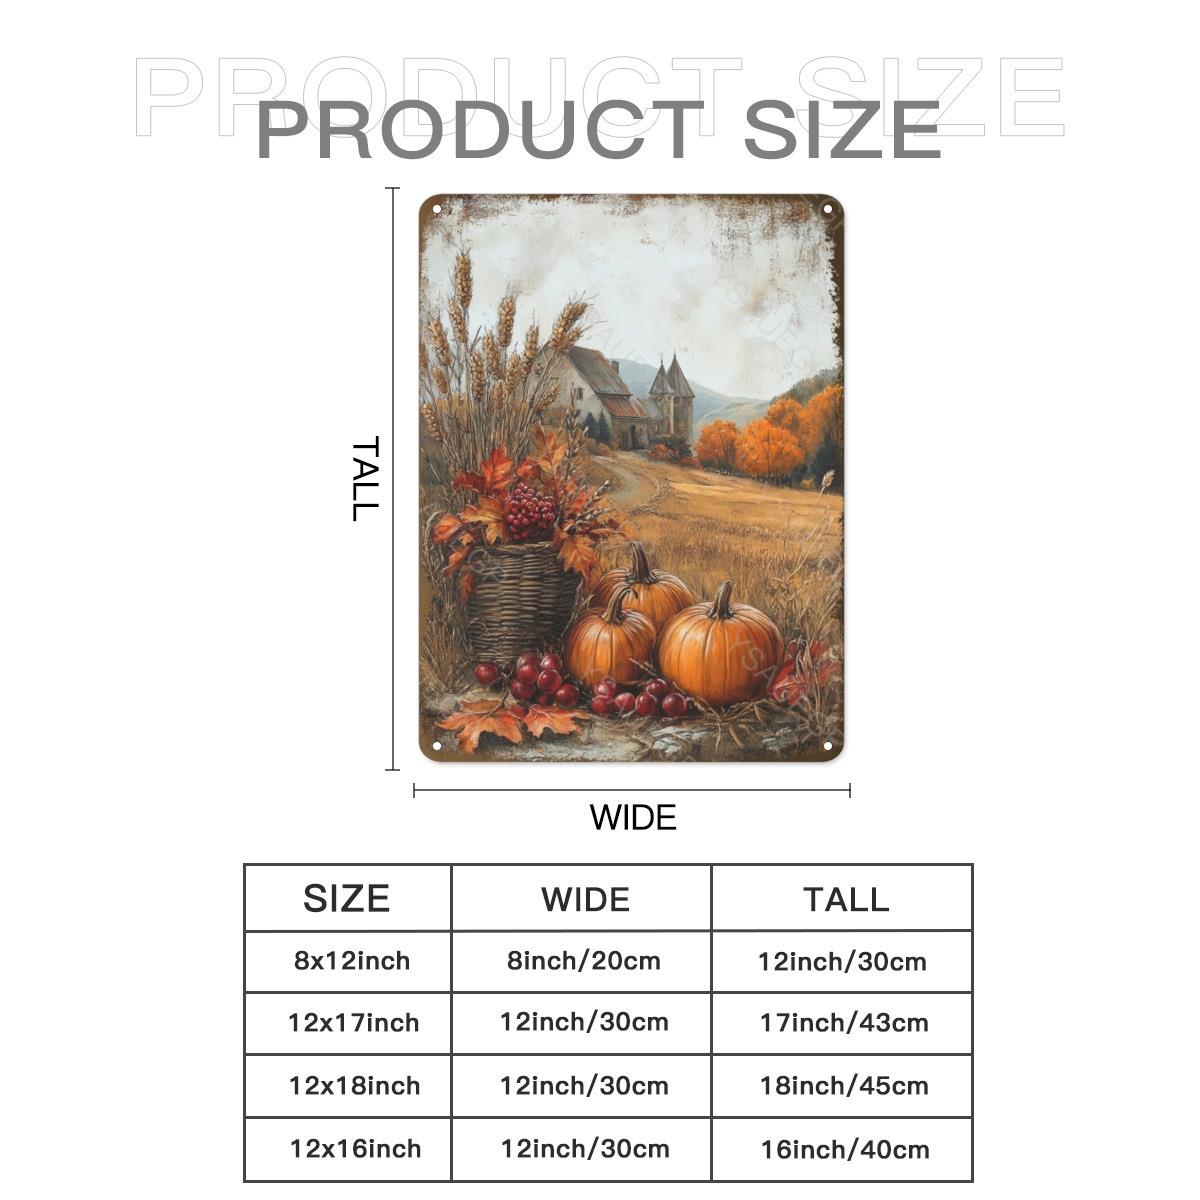 PRODUCT SIZE
PRODUCT SIZE
TALL
WIDE
SIZE WIDE TALL
8x12inch 8inch/20cm 12inch/30cm
12x17inch 12inch/30cm 17inch/43cm
12x18inch 12inch/30cm 18inch/45cm
12x16inch 12inch/30cm 16inch/40cm